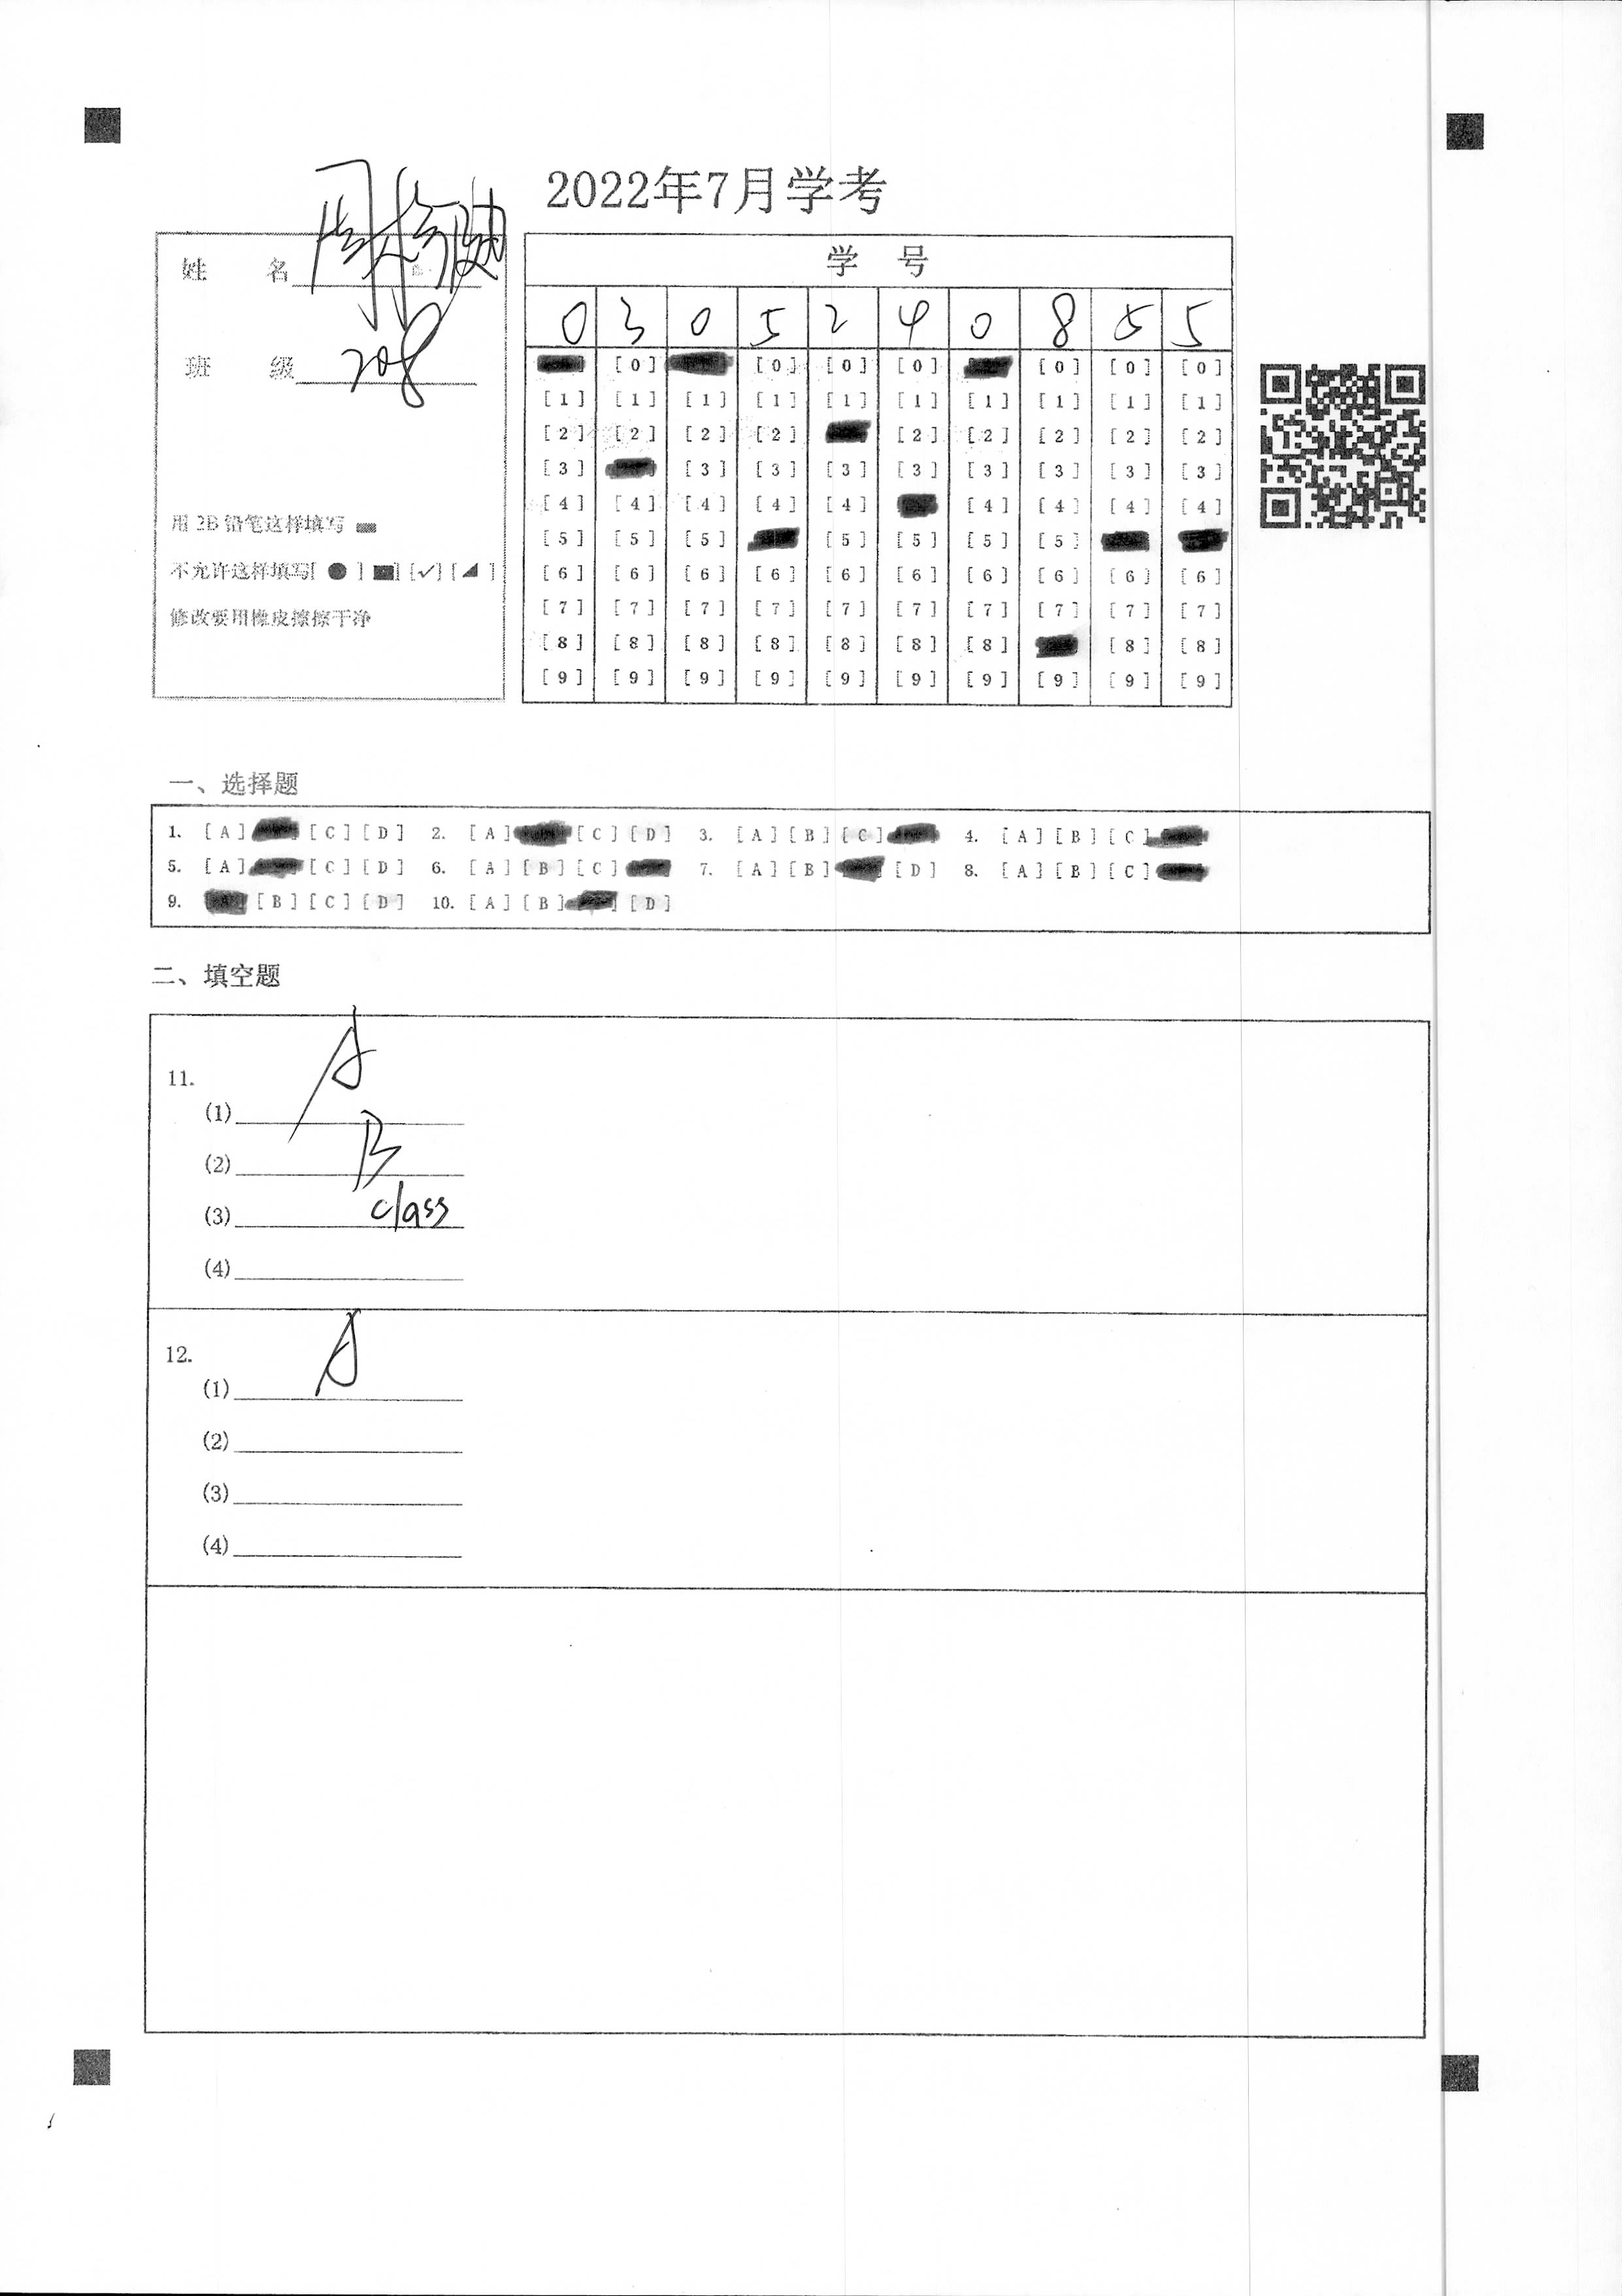 2022年7月学考
姓 名 周
班 级 208
用 2B 铅笔这样填写
不允许这样填写[ ● ] [■] [✓] [◢ ]
修改要用橡皮擦擦干净
学 号
0 3 0 5 2 4 0 8 5 5
[0] [0] [0] [0] [0] [0] [0]
[1] [1] [1] [1] [1] [1] [1] [1] [1] [1]
[2] [2] [2] [2] [2] [2] [2] [2] [2]
[3] [3] [3] [3] [3] [3] [3] [3] [3]
[4] [4] [4] [4] [4] [4] [4] [4] [4]
[5] [5] [5] [5] [5] [5] [5]
[6] [6] [6] [6] [6] [6] [6] [6] [6] [6]
[7] [7] [7] [7] [7] [7] [7] [7] [7] [7]
[8] [8] [8] [8] [8] [8] [8] [8] [8]
[9] [9] [9] [9] [9] [9] [9] [9] [9] [9]
一、选择题
1. [A] [C] [D] 2. [A] [C] [D] 3. [A] [B] [C] 4. [A] [B] [C]
5. [A] [C] [D] 6. [A] [B] [C] 7. [A] [B] [D] 8. [A] [B] [C]
9. [B] [C] [D] 10. [A] [B] [D]
二、填空题
11.
(1) A
(2) B
(3) class
(4)
12.
(1) A
(2)
(3)
(4)